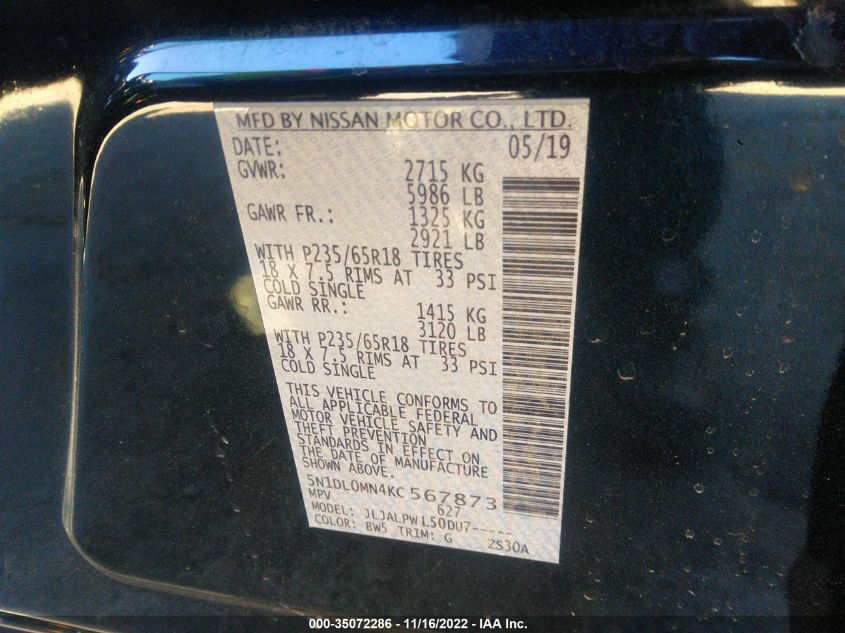 MFD BY NISSAN MOTOR CO., LTD.
DATE: 05/19
GVWR: 2715 KG
5986 LB
GAWR FR.: 1325 KG
2921 LB
WITH P235/65R18 TIRES
18 X 7.5 RIMS AT 33 PSI
COLD SINGLE
GAWR RR.: 1415 KG
3120 LB
WITH P235/65R18 TIRES
18 X 7.5 RIMS AT 33 PSI
COLD SINGLE
THIS VEHICLE CONFORMS TO
ALL APPLICABLE FEDERAL
MOTOR VEHICLE SAFETY AND
THEFT PREVENTION
STANDARDS IN EFFECT ON
THE DATE OF MANUFACTURE
SHOWN ABOVE.
5N1DL0MN4KC 567873
MPV 627
MODEL: JLJALPW L50DU7-----
COLOR: BW5 TRIM: G ZS30A
000-35072286 - 11/16/2022 - IAA Inc.